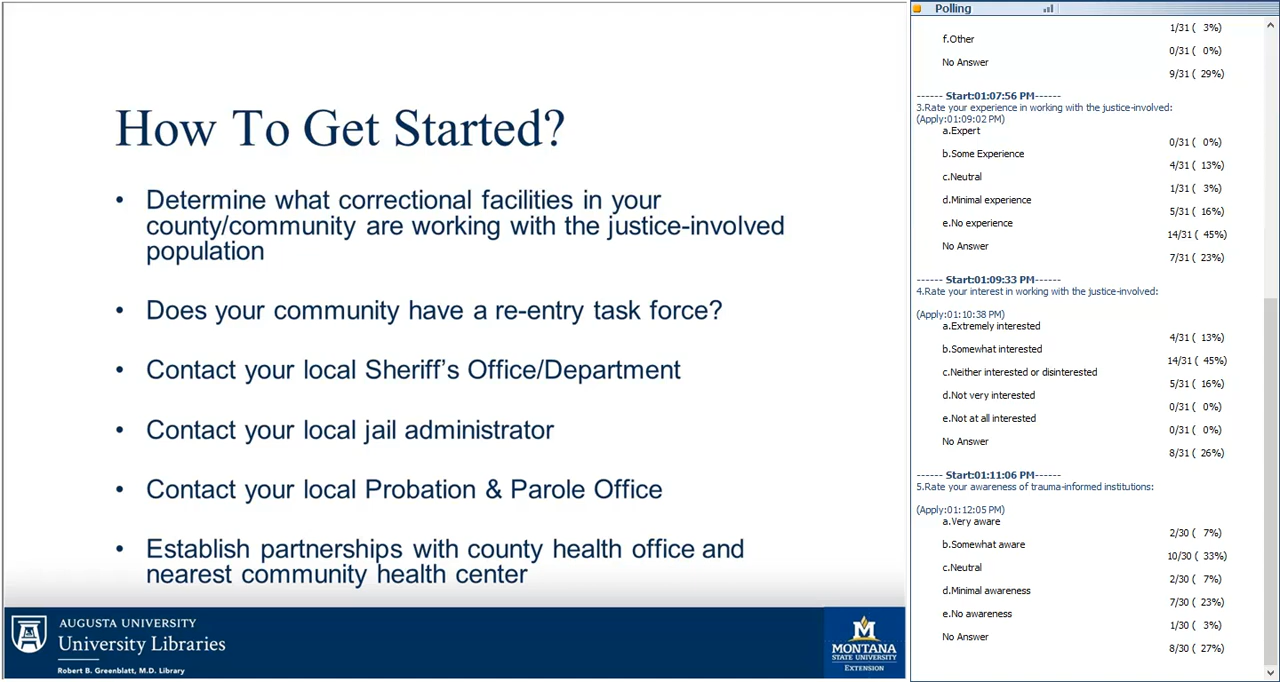 How To Get Started?
• Determine what correctional facilities in your
county/community are working with the justice-involved
population
• Does your community have a re-entry task force?
• Contact your local Sheriff's Office/Department
• Contact your local jail administrator
• Contact your local Probation & Parole Office
• Establish partnerships with county health office and
nearest community health center
AUGUSTA UNIVERSITY
University Libraries
Robert B. Greenblatt, M.D. Library
M
MONTANA
STATE UNIVERSITY
EXTENSION
Polling
1/31 ( 3%)
f.Other
0/31 ( 0%)
No Answer
9/31 ( 29%)
------ Start:01:07:56 PM------
3.Rate your experience in working with the justice-involved:
(Apply:01:09:02 PM)
a.Expert
0/31 ( 0%)
b.Some Experience
4/31 ( 13%)
c.Neutral
1/31 ( 3%)
d.Minimal experience
5/31 ( 16%)
e.No experience
14/31 ( 45%)
No Answer
7/31 ( 23%)
------ Start:01:09:33 PM------
4.Rate your interest in working with the justice-involved:
(Apply:01:10:38 PM)
a.Extremely interested
4/31 ( 13%)
b.Somewhat interested
14/31 ( 45%)
c.Neither interested or disinterested
5/31 ( 16%)
d.Not very interested
0/31 ( 0%)
e.Not at all interested
0/31 ( 0%)
No Answer
8/31 ( 26%)
------ Start:01:11:06 PM------
5.Rate your awareness of trauma-informed institutions:
(Apply:01:12:05 PM)
a.Very aware
2/30 ( 7%)
b.Somewhat aware
10/30 ( 33%)
c.Neutral
2/30 ( 7%)
d.Minimal awareness
7/30 ( 23%)
e.No awareness
1/30 ( 3%)
No Answer
8/30 ( 27%)